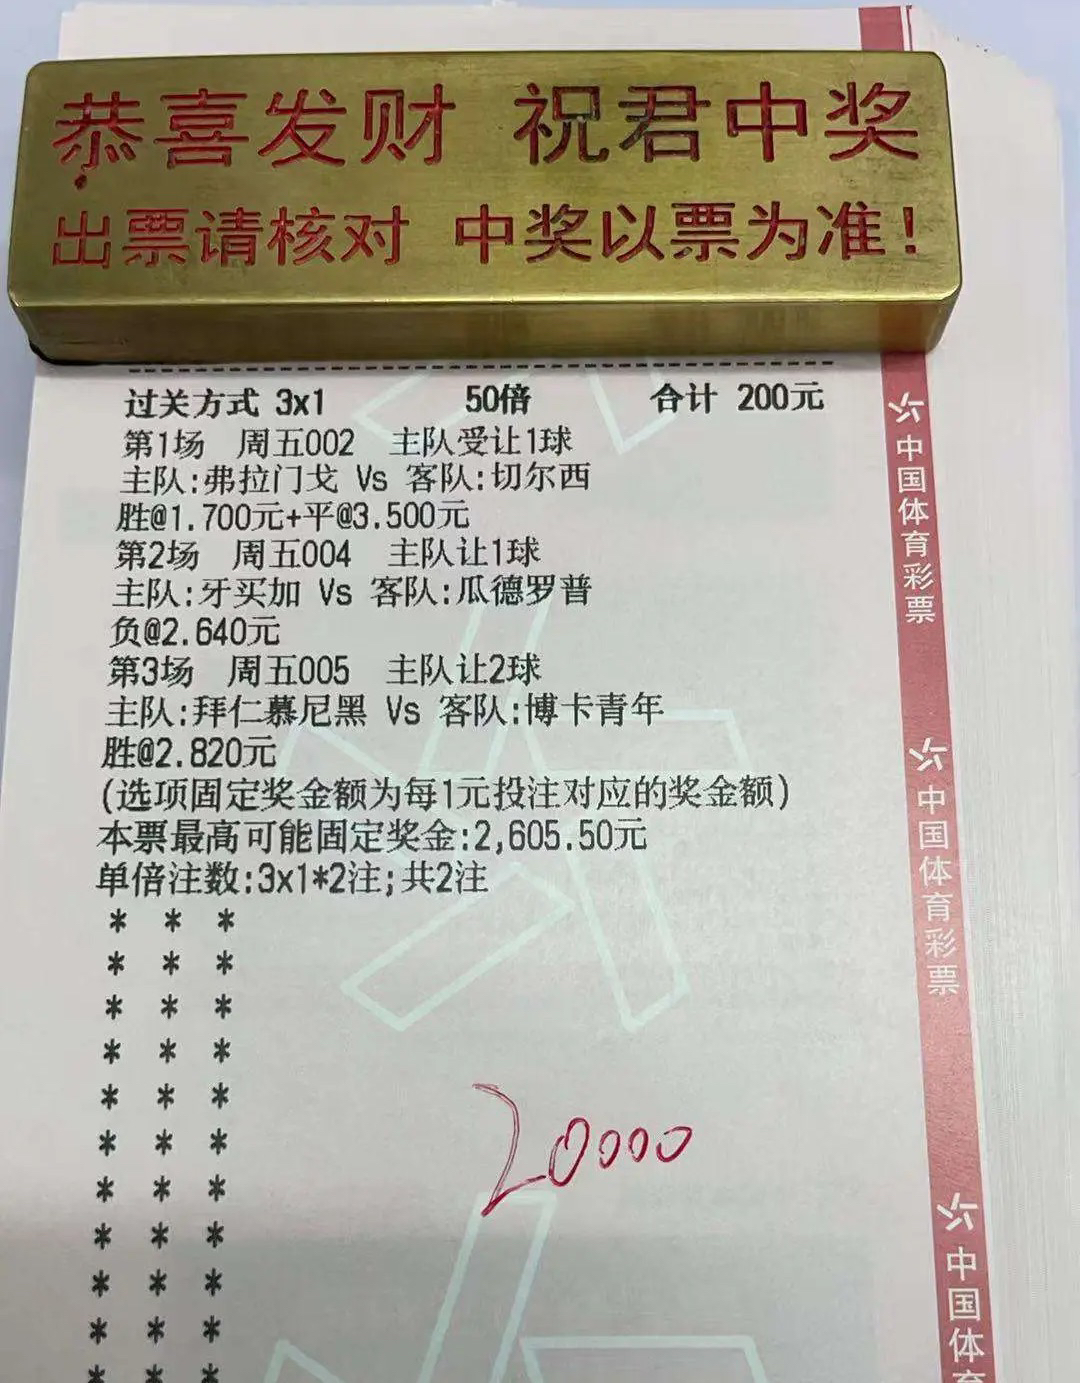 恭喜发财 祝君中奖
出票请核对 中奖以票为准！
过关方式 3x1 50倍 合计 200元
第1场 周五002 主队受让1球
主队:弗拉门戈 Vs 客队:切尔西
胜@1.700元+平@3.500元
第2场 周五004 主队让1球
主队:牙买加 Vs 客队:瓜德罗普
负@2.640元
第3场 周五005 主队让2球
主队:拜仁慕尼黑 Vs 客队:博卡青年
胜@2.820元
(选项固定奖金额为每1元投注对应的奖金额)
本票最高可能固定奖金:2,605.50元
单倍注数:3x1*2注;共2注
* * *
* * *
* * *
* * *
* * *
* * *
* * *
* * *
* * *
* * *
* * *
20000
中国体育彩票
中国体育彩票
中国体育